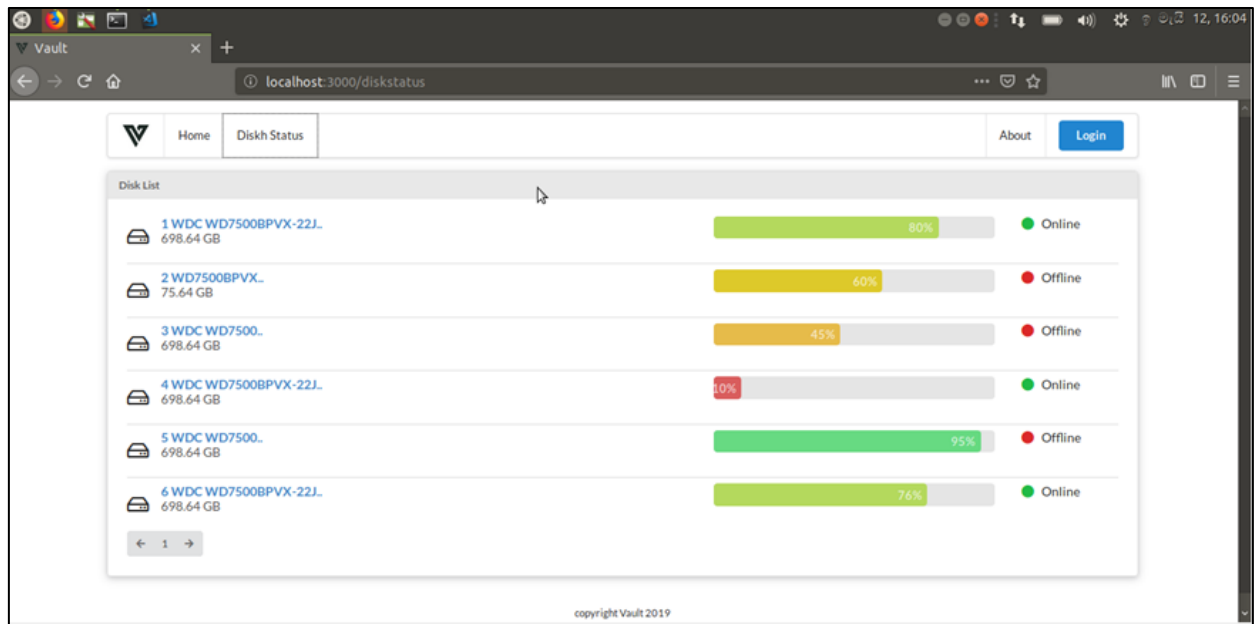 12, 16:04
Vault
localhost:3000/diskstatus
Home
Diskh Status
About
Login
Disk List
1 WDC WD7500BPVX-22J..
698.64 GB
80%
Online
2 WD7500BPVX..
75.64 GB
60%
Offline
3 WDC WD7500..
698.64 GB
45%
Offline
4 WDC WD7500BPVX-22J..
698.64 GB
10%
Online
5 WDC WD7500..
698.64 GB
95%
Offline
6 WDC WD7500BPVX-22J..
698.64 GB
76%
Online
1
copyright Vault 2019